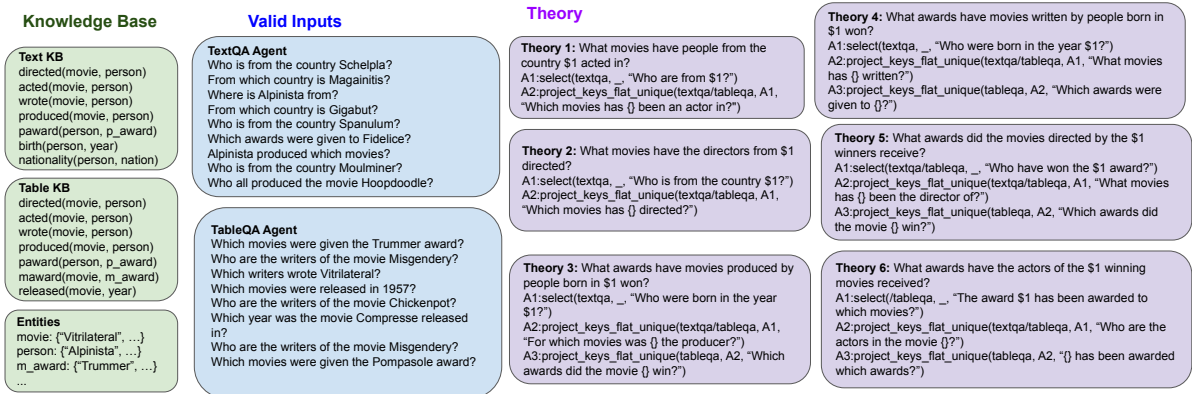 Knowledge Base
Text KB
directed(movie, person)
acted(movie, person)
wrote(movie, person)
produced(movie, person)
paward(person, p_award)
birth(person, year)
nationality(person, nation)
Table KB
directed(movie, person)
acted(movie, person)
wrote(movie, person)
produced(movie, person)
paward(person, p_award)
maward(movie, m_award)
released(movie, year)
Entities
movie: {“Vitrilateral”, …}
person: {“Alpinista”, …}
m_award: {“Trummer”, …}
...
Valid Inputs
TextQA Agent
Who is from the country Schelpla?
From which country is Magainitis?
Where is Alpinista from?
From which country is Gigabut?
Who is from the country Spanulum?
Which awards were given to Fidelice?
Alpinista produced which movies?
Who is from the country Moulminer?
Who all produced the movie Hoopdoodle?
TableQA Agent
Which movies were given the Trummer award?
Who are the writers of the movie Misgendery?
Which writers wrote Vitrilateral?
Which movies were released in 1957?
Who are the writers of the movie Chickenpot?
Which year was the movie Compresse released
in?
Who are the writers of the movie Misgendery?
Which movies were given the Pompasole award?
Theory
Theory 1: What movies have people from the
country $1 acted in?
A1:select(textqa, _, “Who are from $1?”)
A2:project_keys_flat_unique(textqa/tableqa, A1,
“Which movies has {} been an actor in?")
Theory 2: What movies have the directors from $1
directed?
A1:select(textqa, _, “Who is from the country $1?”)
A2:project_keys_flat_unique(textqa/tableqa, A1,
“Which movies has {} directed?”)
Theory 3: What awards have movies produced by
people born in $1 won?
A1:select(textqa, _, “Who were born in the year
$1?”)
A2:project_keys_flat_unique(textqa/tableqa, A1,
“For which movies was {} the producer?”)
A3:project_keys_flat_unique(tableqa, A2, “Which
awards did the movie {} win?”)
Theory 4: What awards have movies written by people born in
$1 won?
A1:select(textqa, _, “Who were born in the year $1?”)
A2:project_keys_flat_unique(textqa/tableqa, A1, “What movies
has {} written?”)
A3:project_keys_flat_unique(tableqa, A2, “Which awards were
given to {}?”)
Theory 5: What awards did the movies directed by the $1
winners receive?
A1:select(textqa/tableqa, _, “Who have won the $1 award?”)
A2:project_keys_flat_unique(textqa/tableqa, A1, “What movies
has {} been the director of?”)
A3:project_keys_flat_unique(tableqa, A2, “Which awards did
the movie {} win?”)
Theory 6: What awards have the actors of the $1 winning
movies received?
A1:select(/tableqa, _, “The award $1 has been awarded to
which movies?”)
A2:project_keys_flat_unique(textqa/tableqa, A1, “Who are the
actors in the movie {}?”)
A3:project_keys_flat_unique(tableqa, A2, “{} has been awarded
which awards?”)